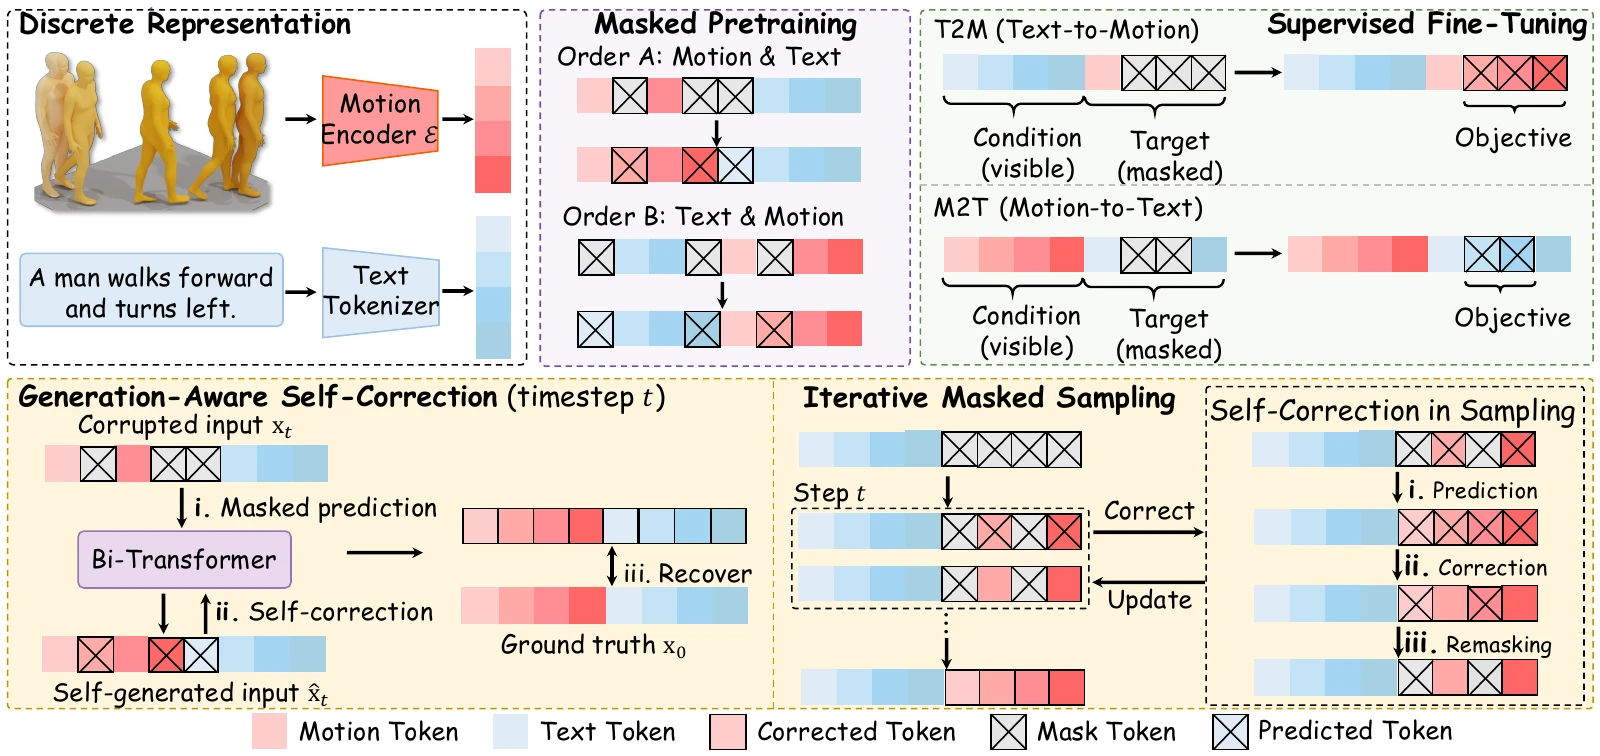 Discrete Representation
Motion
Encoder ℰ
A man walks forward
and turns left.
Text
Tokenizer
Masked Pretraining
Order A: Motion & Text
Order B: Text & Motion
Supervised Fine-Tuning
T2M (Text-to-Motion)
Condition
(visible)
Target
(masked)
Objective
M2T (Motion-to-Text)
Condition
(visible)
Target
(masked)
Objective
Generation-Aware Self-Correction (timestep t)
Corrupted input x_t
i. Masked prediction
Bi-Transformer
ii. Self-correction
Self-generated input x̂_t
iii. Recover
Ground truth x_0
Iterative Masked Sampling
Step t
Correct
Update
Self-Correction in Sampling
i. Prediction
ii. Correction
iii. Remasking
Motion Token
Text Token
Corrected Token
Mask Token
Predicted Token